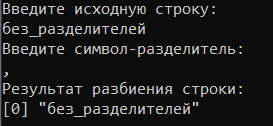 Введите исходную строку:
без_разделителей
Введите символ-разделитель:
,
Результат разбиения строки:
[0] "без_разделителей"